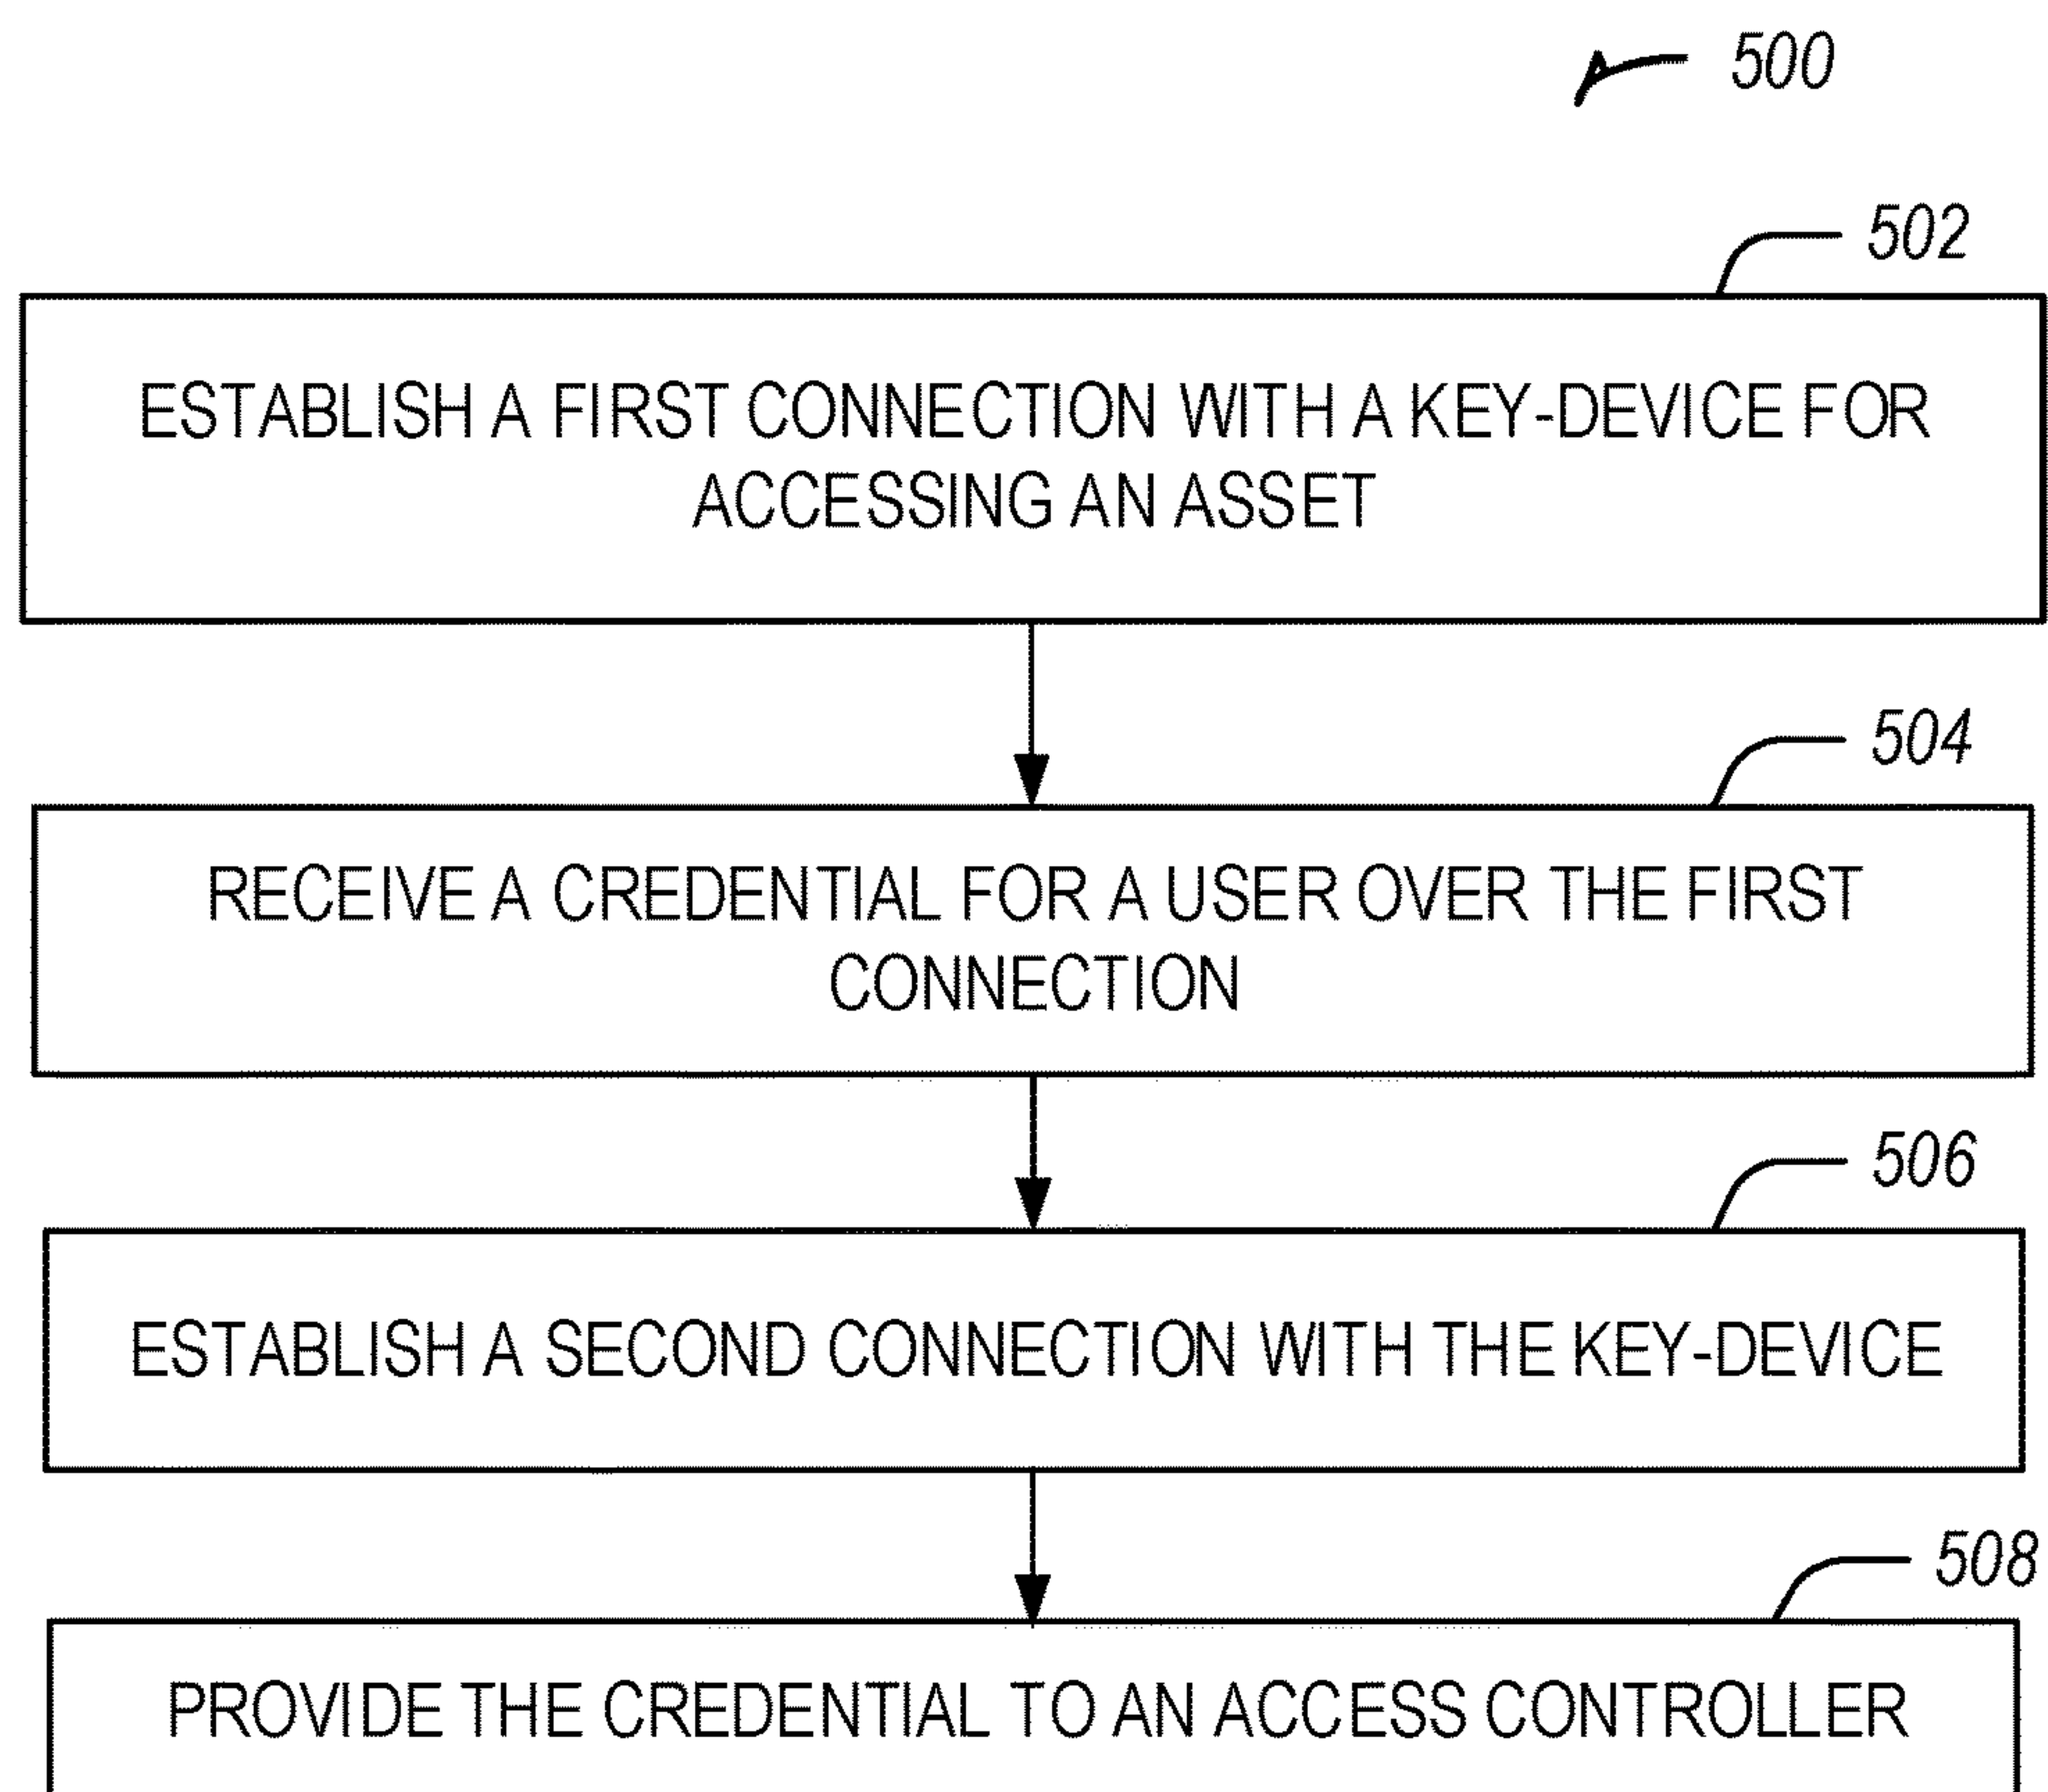 500
502
ESTABLISH A FIRST CONNECTION WITH A KEY-DEVICE FOR
ACCESSING AN ASSET
504
RECEIVE A CREDENTIAL FOR A USER OVER THE FIRST
CONNECTION
506
ESTABLISH A SECOND CONNECTION WITH THE KEY-DEVICE
508
PROVIDE THE CREDENTIAL TO AN ACCESS CONTROLLER